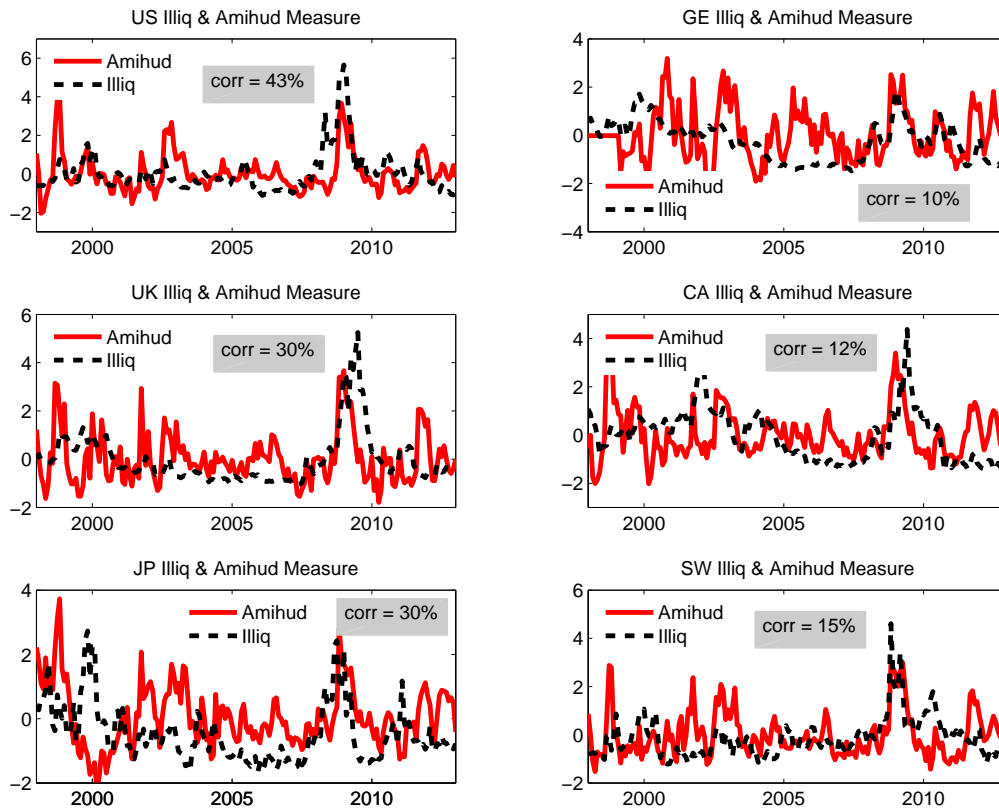 US Illiq & Amihud Measure
6
4
2
0
−2
Amihud
Illiq
corr = 43%
2000
2005
2010
GE Illiq & Amihud Measure
4
2
0
−2
−4
Amihud
Illiq
corr = 10%
2000
2005
2010
UK Illiq & Amihud Measure
6
4
2
0
−2
Amihud
Illiq
corr = 30%
2000
2005
2010
CA Illiq & Amihud Measure
4
2
0
−2
Amihud
Illiq
corr = 12%
2000
2005
2010
JP Illiq & Amihud Measure
4
2
0
−2
Amihud
Illiq
corr = 30%
2000
2005
2010
SW Illiq & Amihud Measure
6
4
2
0
−2
Amihud
Illiq
corr = 15%
2000
2005
2010